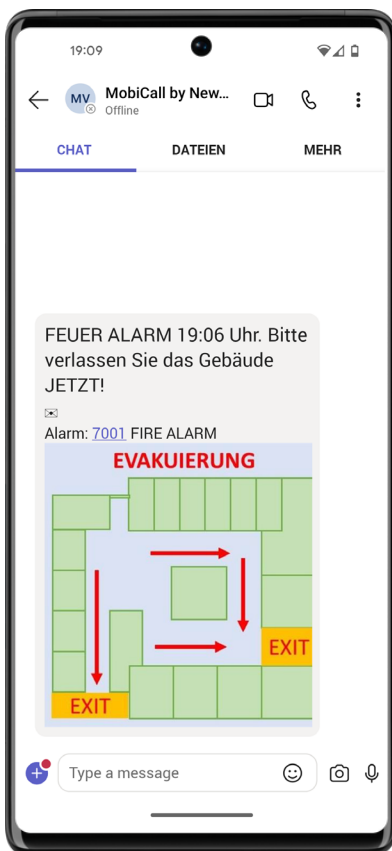 19:09
MV
MobiCall by New...
Offline
CHAT
DATEIEN
MEHR
FEUER ALARM 19:06 Uhr. Bitte
verlassen Sie das Gebäude
JETZT!
Alarm: 7001 FIRE ALARM
EVAKUIERUNG
EXIT
EXIT
Type a message